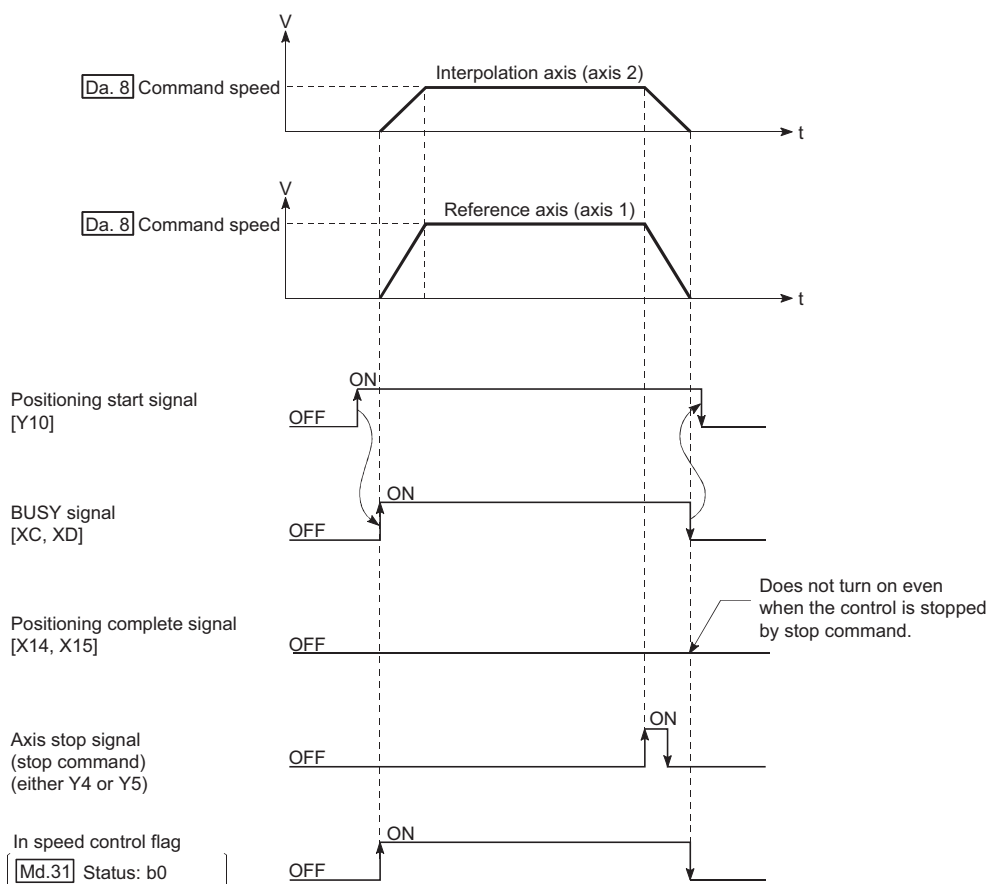 V
Interpolation axis (axis 2)
Da. 8 Command speed
t
V
Reference axis (axis 1)
Da. 8 Command speed
t
ON
Positioning start signal
[Y10]
OFF
ON
BUSY signal
[XC, XD]
OFF
Does not turn on even
when the control is stopped
by stop command.
Positioning complete signal
[X14, X15]
OFF
ON
Axis stop signal
(stop command)
(either Y4 or Y5)
OFF
ON
In speed control flag
Md.31 Status: b0
OFF